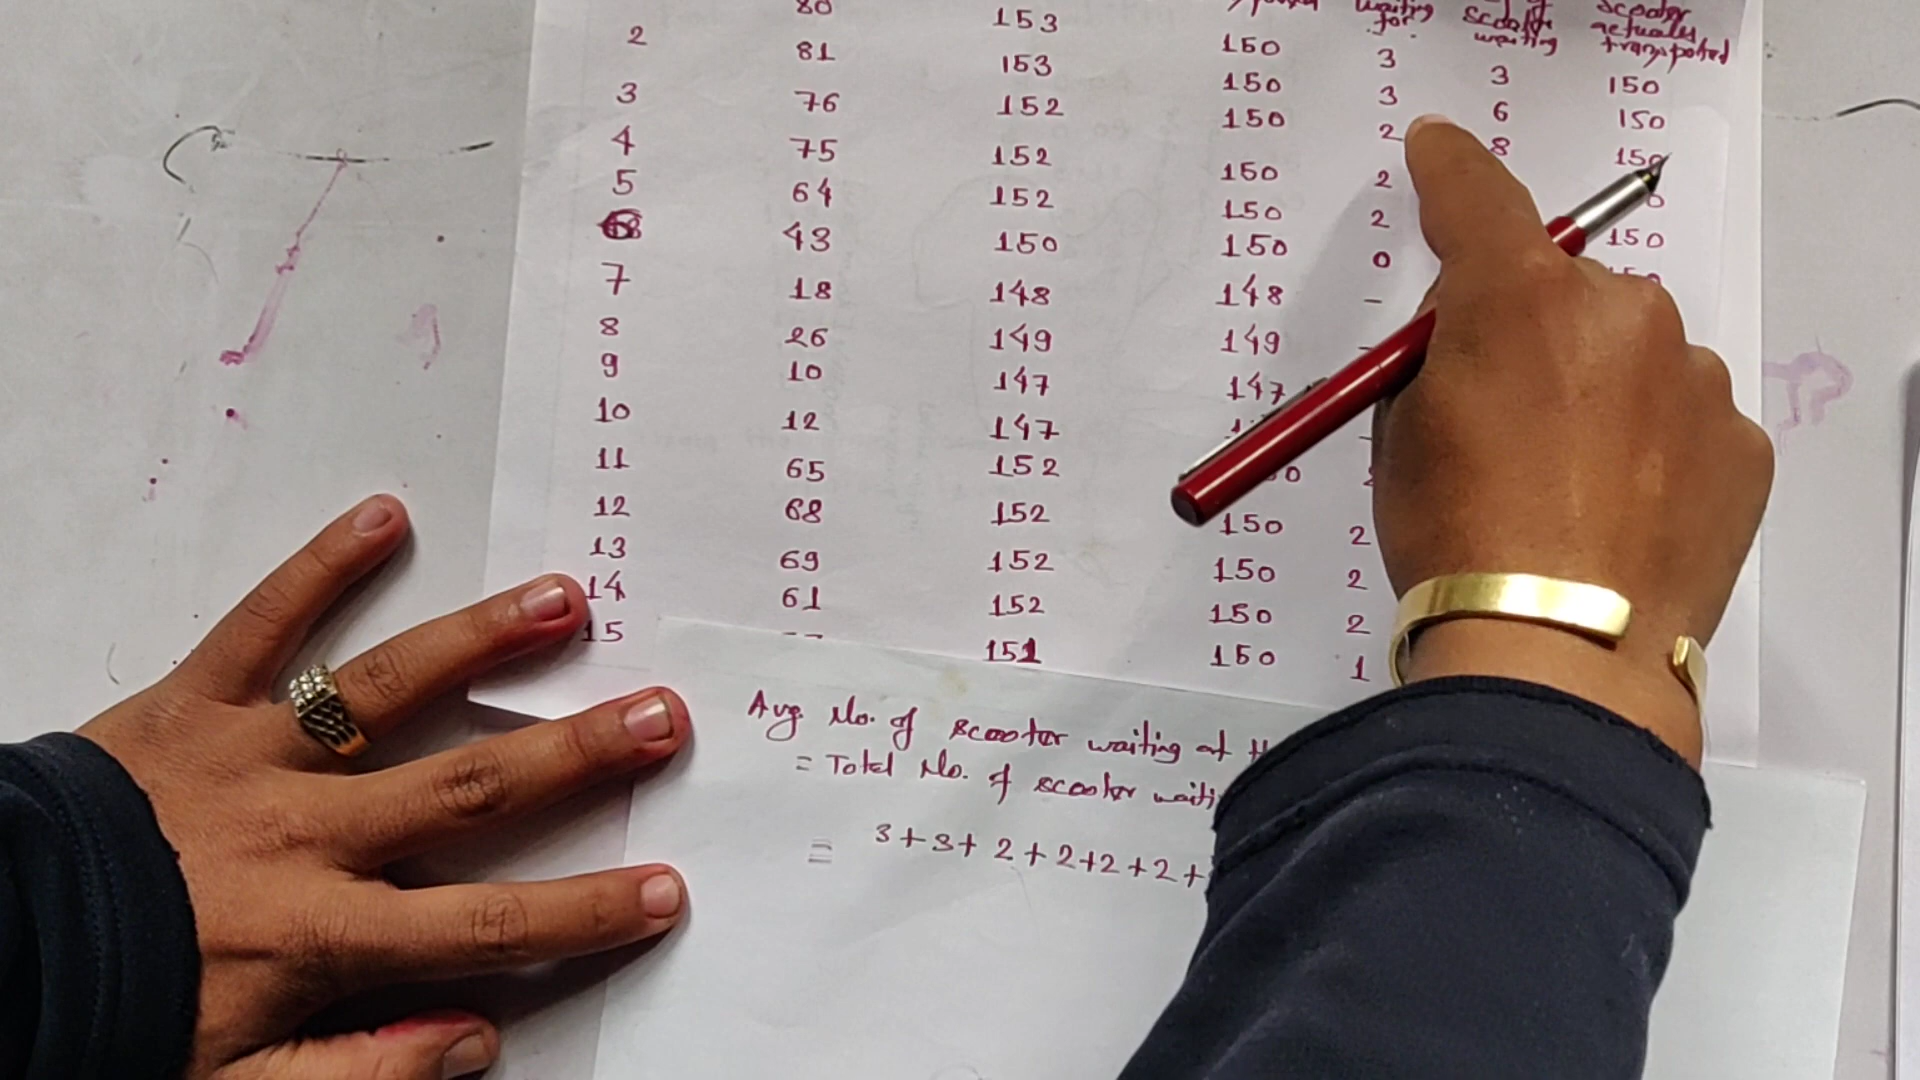 waiting scooter
for scooter actually
waiting transported
80 153 150 3 3 150
2 81 153 150 3 6 150
3 76 152 150 2 8 150
4 75 152 150 2
5 64 152 150 2 150
6 43 150 150 0
7 18 148 148 -
8 26 149 149 -
9 10 147 147
10 12 147
11 65 152
12 68 152 150 2
13 69 152 150 2
14 61 152 150 2
15 151 150 1
Avg. No. of scooter waiting at
= Total No. of scooter
= 3+3+2+2+2+2+